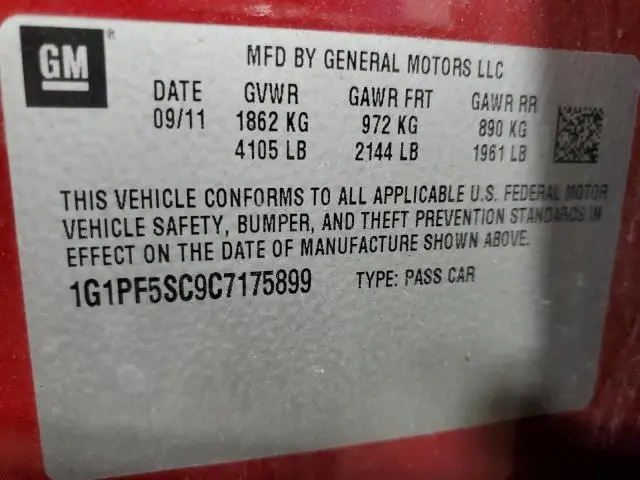 GM®
MFD BY GENERAL MOTORS LLC
DATE GVWR GAWR FRT GAWR RR
09/11 1862 KG 972 KG 890 KG
4105 LB 2144 LB 1961 LB
THIS VEHICLE CONFORMS TO ALL APPLICABLE U.S. FEDERAL MOTOR
VEHICLE SAFETY, BUMPER, AND THEFT PREVENTION STANDARDS IN
EFFECT ON THE DATE OF MANUFACTURE SHOWN ABOVE.
1G1PF5SC9C7175899 TYPE: PASS CAR